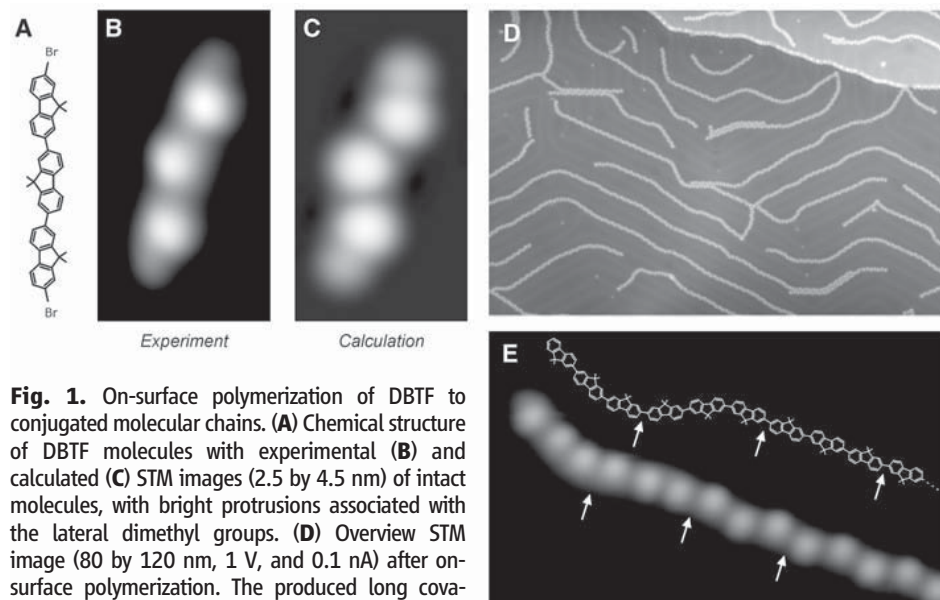 A
B
C
D
Br
Br
Experiment
Calculation
E
Fig. 1. On-surface polymerization of DBTF to
conjugated molecular chains. (A) Chemical structure
of DBTF molecules with experimental (B) and
calculated (C) STM images (2.5 by 4.5 nm) of intact
molecules, with bright protrusions associated with
the lateral dimethyl groups. (D) Overview STM
image (80 by 120 nm, 1 V, and 0.1 nA) after on-
surface polymerization. The produced long cova-